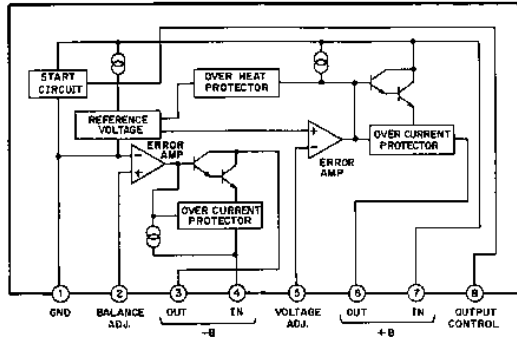 START
CIRCUIT
OVER HEAT
PROTECTOR
REFERENCE
VOLTAGE
ERROR
AMP
OVER CURRENT
PROTECTOR
ERROR
AMP
OVER CURRENT
PROTECTOR
- + + -
1 2 3 4 5 6 7 8
GND BALANCE ADJ. OUT IN VOLTAGE ADJ. OUT IN OUTPUT CONTROL
-B +B